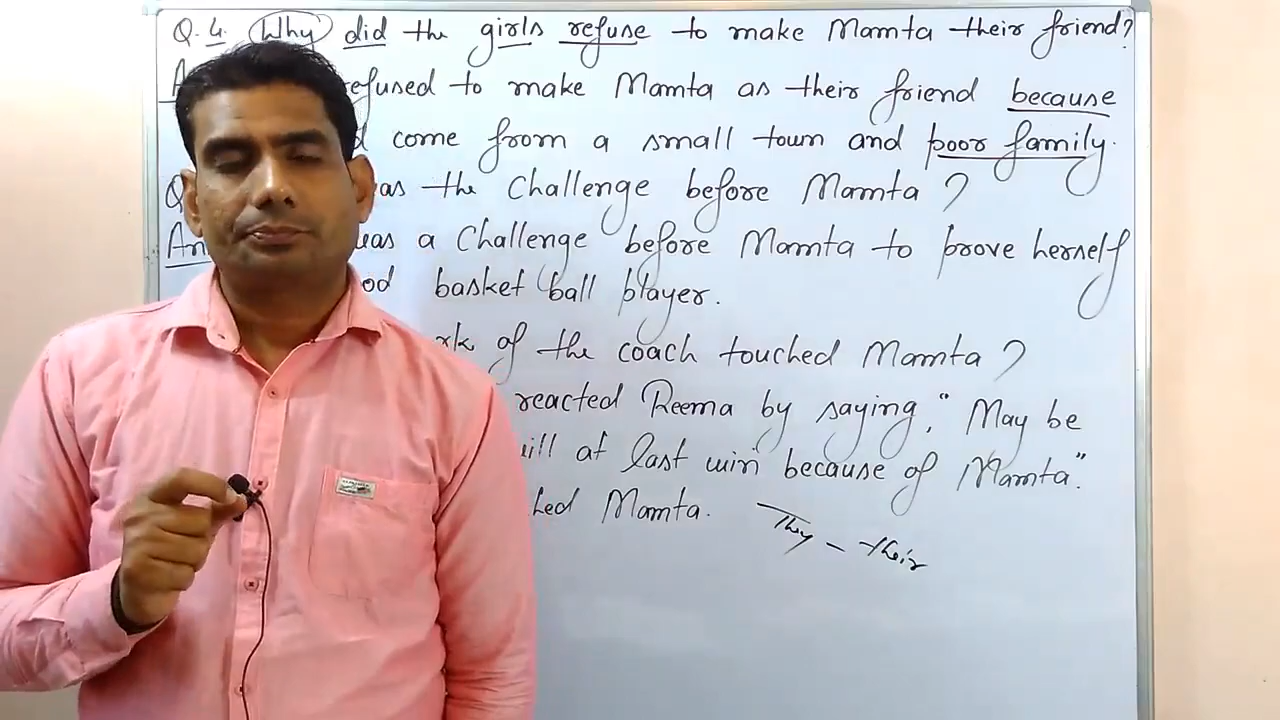 Q.4. Why did the girls refuse to make Mamta their friend?
refused to make Mamta as their friend because
come from a small town and poor family.
the Challenge before Mamta?
was a Challenge before Mamta to prove herself
basket ball player.
of the coach touched Mamta?
reacted Reema by saying, "May be
at last win because of Mamta."
Mamta.
They - their